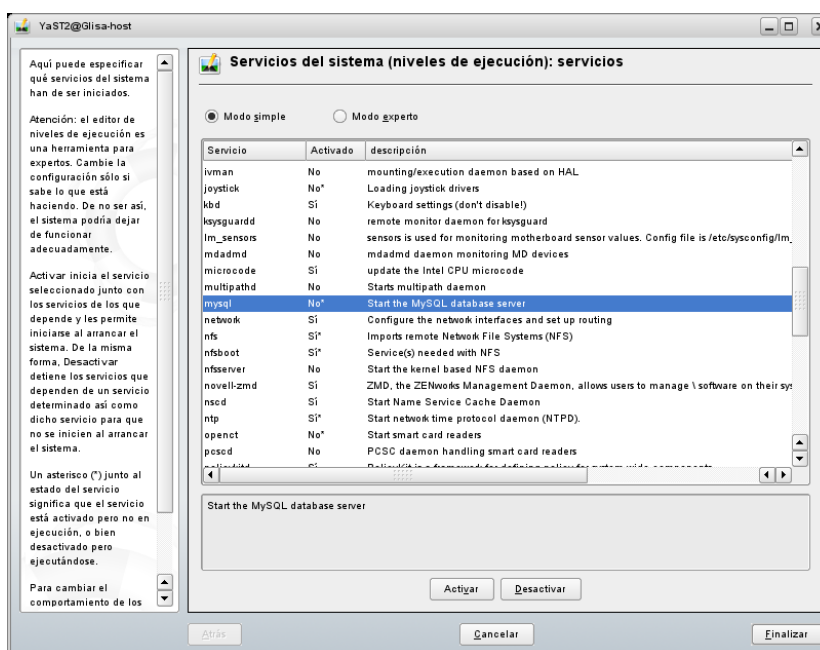 YaST2@Glisa-host
Aquí puede especificar
qué servicios del sistema
han de ser iniciados.
Atención: el editor de
niveles de ejecución es
una herramienta para
expertos. Cambie la
configuración sólo si
sabe lo que está
haciendo. De no ser así,
el sistema podría dejar
de funcionar
adecuadamente.
Activar inicia el servicio
seleccionado junto con
los servicios de los que
depende y les permite
iniciarse al arrancar el
sistema. De la misma
forma, Desactivar
detiene los servicios que
dependen de un servicio
determinado así como
dicho servicio para que
no se inicien al arrancar
el sistema.
Un asterisco (*) junto al
estado del servicio
significa que el servicio
está activado pero no en
ejecución, o bien
desactivado pero
ejecutándose.
Para cambiar el
comportamiento de los
Servicios del sistema (niveles de ejecución): servicios
Modo simple Modo experto
Servicio Activado descripción
ivman No mounting/execution daemon based on HAL
joystick No* Loading joystick drivers
kbd Sí Keyboard settings (don't disable!)
ksysguardd No remote monitor daemon for ksysguard
lm_sensors No sensors is used for monitoring motherboard sensor values. Config file is /etc/sysconfig/lm_
mdadmd No mdadmd daemon monitoring MD devices
microcode Sí update the Intel CPU microcode
multipathd No Starts multipath daemon
mysql No* Start the MySQL database server
network Sí Configure the network interfaces and set up routing
nfs Sí* Imports remote Network File Systems (NFS)
nfsboot Sí* Service(s) needed with NFS
nfsserver No Start the kernel based NFS daemon
novell-zmd Sí ZMD, the ZENworks Management Daemon, allows users to manage \ software on their sys
nscd Sí Start Name Service Cache Daemon
ntp Sí* Start network time protocol daemon (NTPD).
openct No* Start smart card readers
pcscd No PCSC daemon handling smart card readers
policykitd Sí PolicyKit is a framework for defining policy for system-wide components
Start the MySQL database server
Activar Desactivar
Atrás Cancelar Finalizar